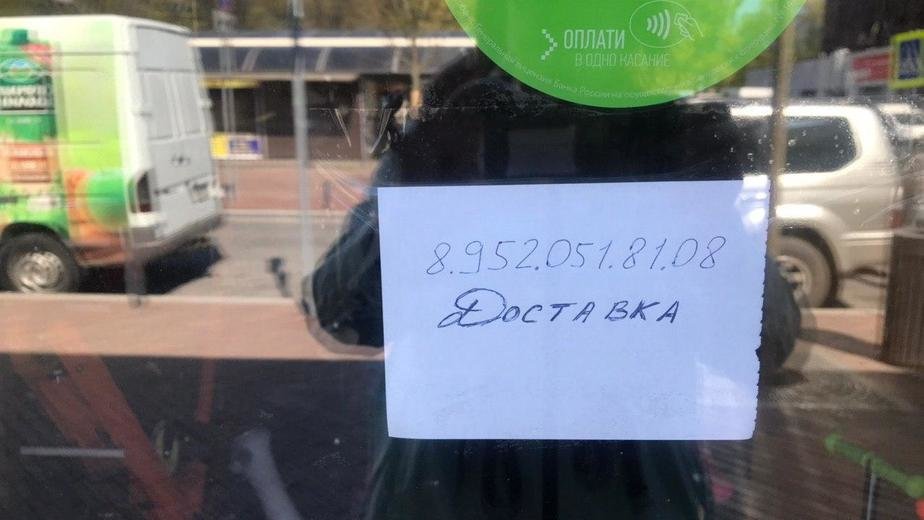 ОПЛАТИ
В ОДНО КАСАНИЕ
8.952.051.81.08
ДОСТАВКА